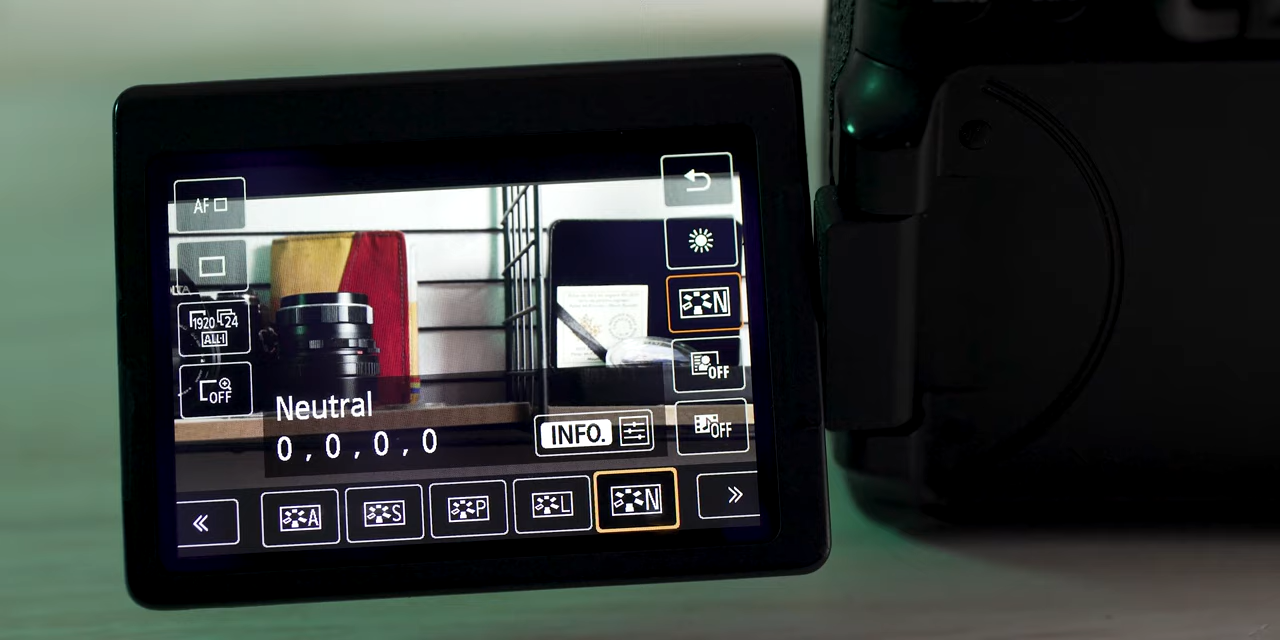 AF
1920 24
ALL-I
OFF
Neutral
0, 0, 0, 0
INFO.
N
OFF
OFF
A
S
P
L
N